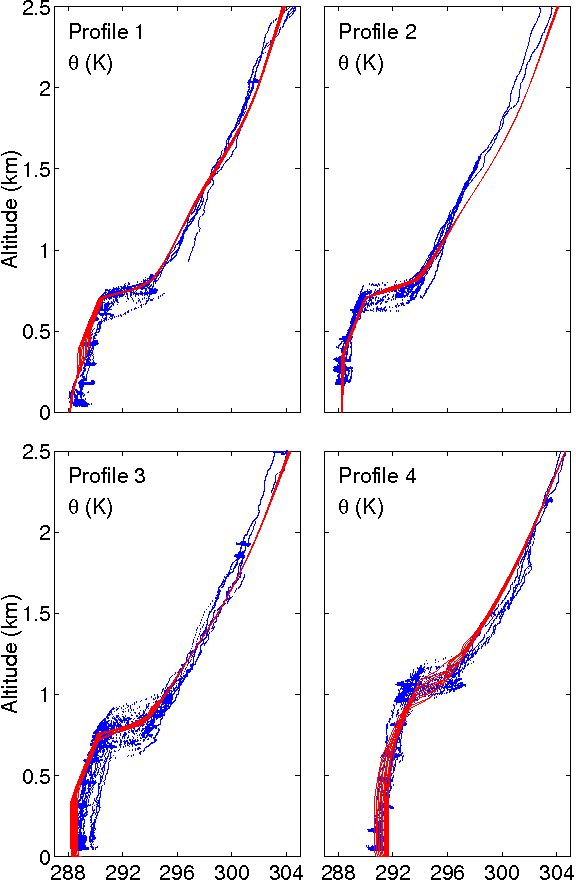 2.5
Profile 1
Profile 2
θ (K)
θ (K)
2
1.5
Altitude (km)
1
0.5
0
2.5
Profile 3
Profile 4
θ (K)
θ (K)
2
1.5
Altitude (km)
1
0.5
0
288 292 296 300 304 288 292 296 300 304